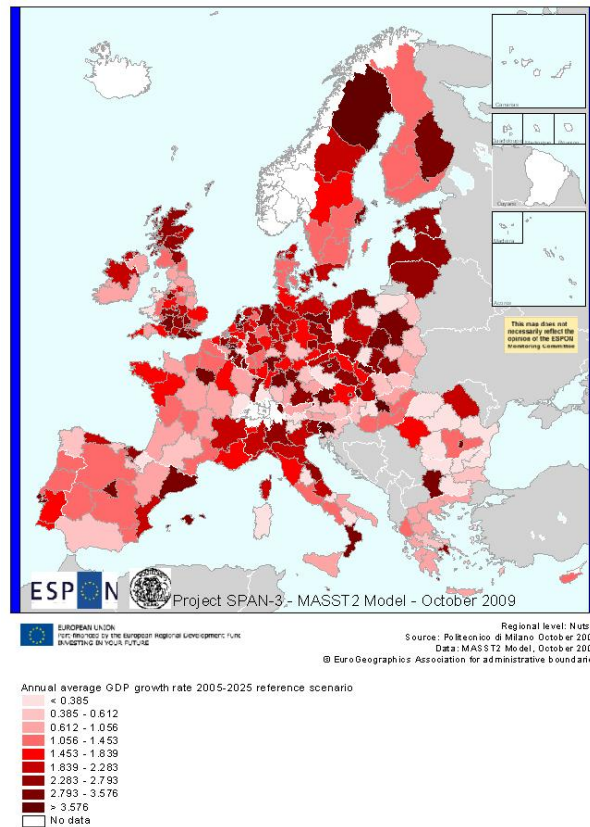 Canarias
Guyane
Madeira
Acores
This map does not
necessarily reflect the
opinion of the ESPON
Monitoring Committee
ESPON
Project SPAN-3 - MASST2 Model - October 2009
EUROPEAN UNION
Part-financed by the European Regional Development Fund
INVESTING IN YOUR FUTURE
Regional level: Nuts
Source: Politecnico di Milano October 200
Data: MASST2 Model, October 200
© EuroGeographics Association for administrative boundarie
Annual average GDP growth rate 2005-2025 reference scenario
< 0.385
0.385 - 0.612
0.612 - 1.056
1.056 - 1.453
1.453 - 1.839
1.839 - 2.283
2.283 - 2.793
2.793 - 3.576
> 3.576
No data